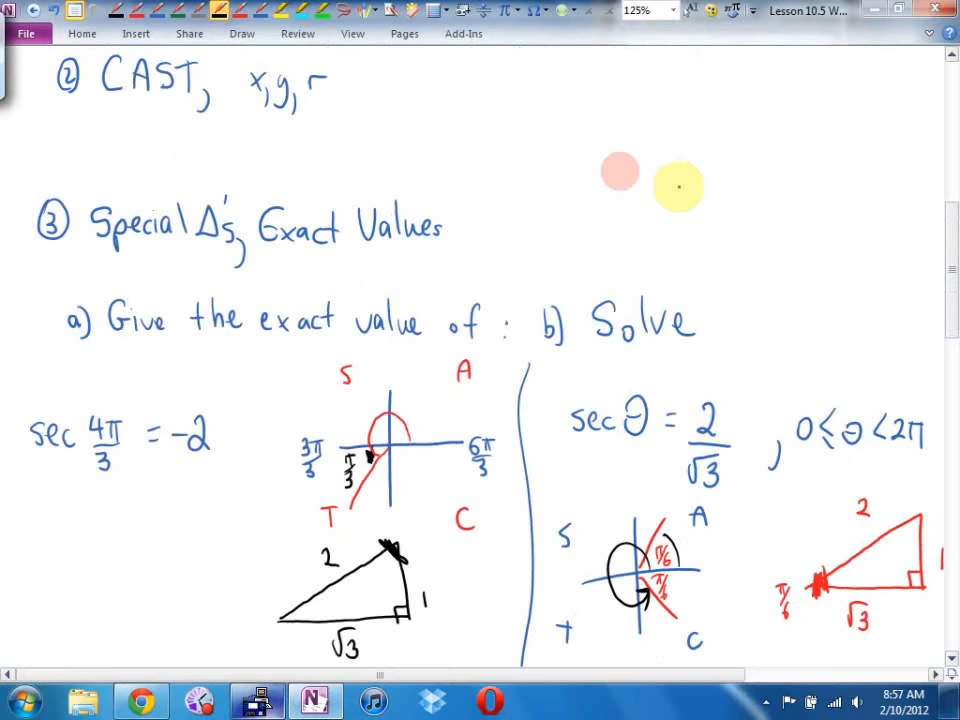 125%
Lesson 10.5 W...
File Home Insert Share Draw Review View Pages Add-Ins
② CAST, x,y,r
③ Special Δ's, Exact Values
a) Give the exact value of :
sec 4π/3 = -2
S A
3π/3 π/3 6π/3
T C
2 1
√3
b) Solve
sec θ = 2/√3 , 0 ≤ θ < 2π
S A
π/6
π/6
T C
2 1
π/6 √3
8:57 AM
2/10/2012